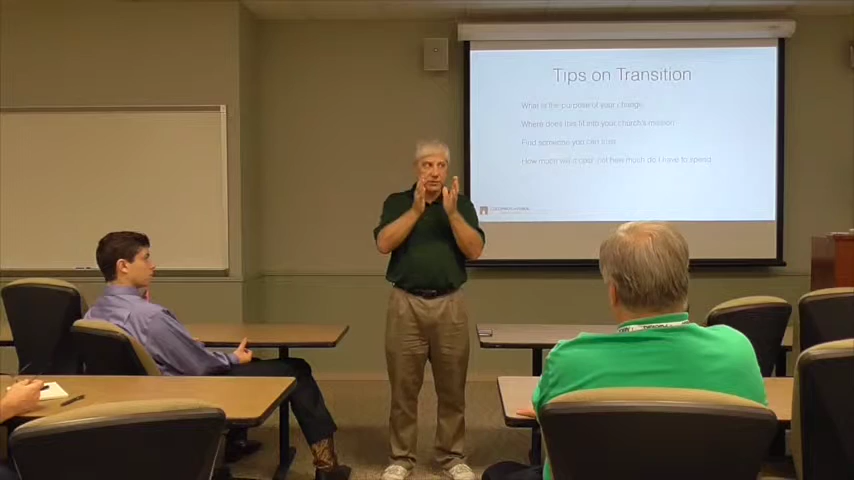 Tips on Transition
What is the purpose of your change
Where does this fit into your church's mission
Find someone you can trust
How much will it cost not how much do I have to spend